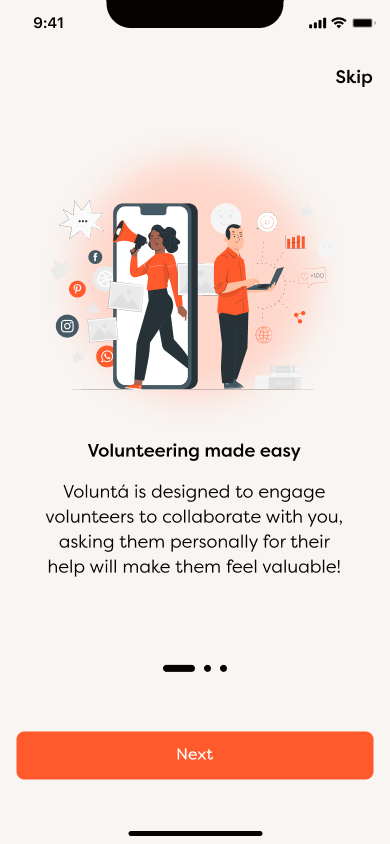 9:41
Skip
+100
Volunteering made easy
Voluntá is designed to engage
volunteers to collaborate with you,
asking them personally for their
help will make them feel valuable!
Next